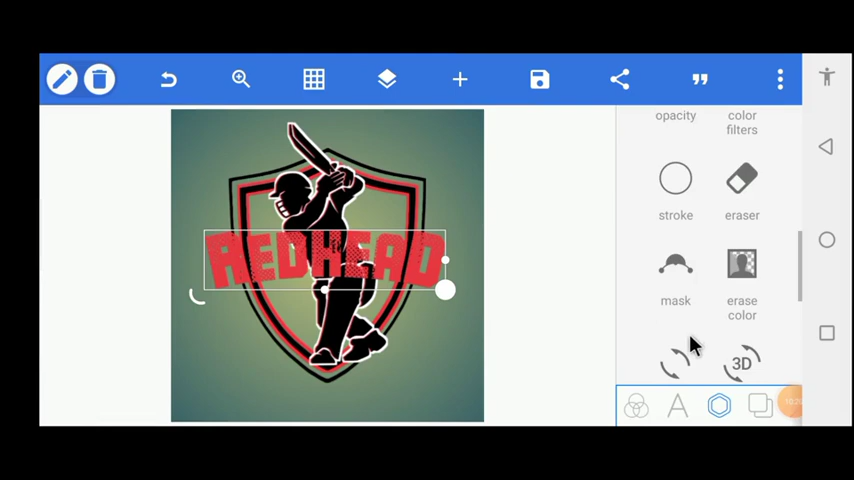 opacity
color
filters
stroke
eraser
REDHEAD
mask
erase
color
3D
A